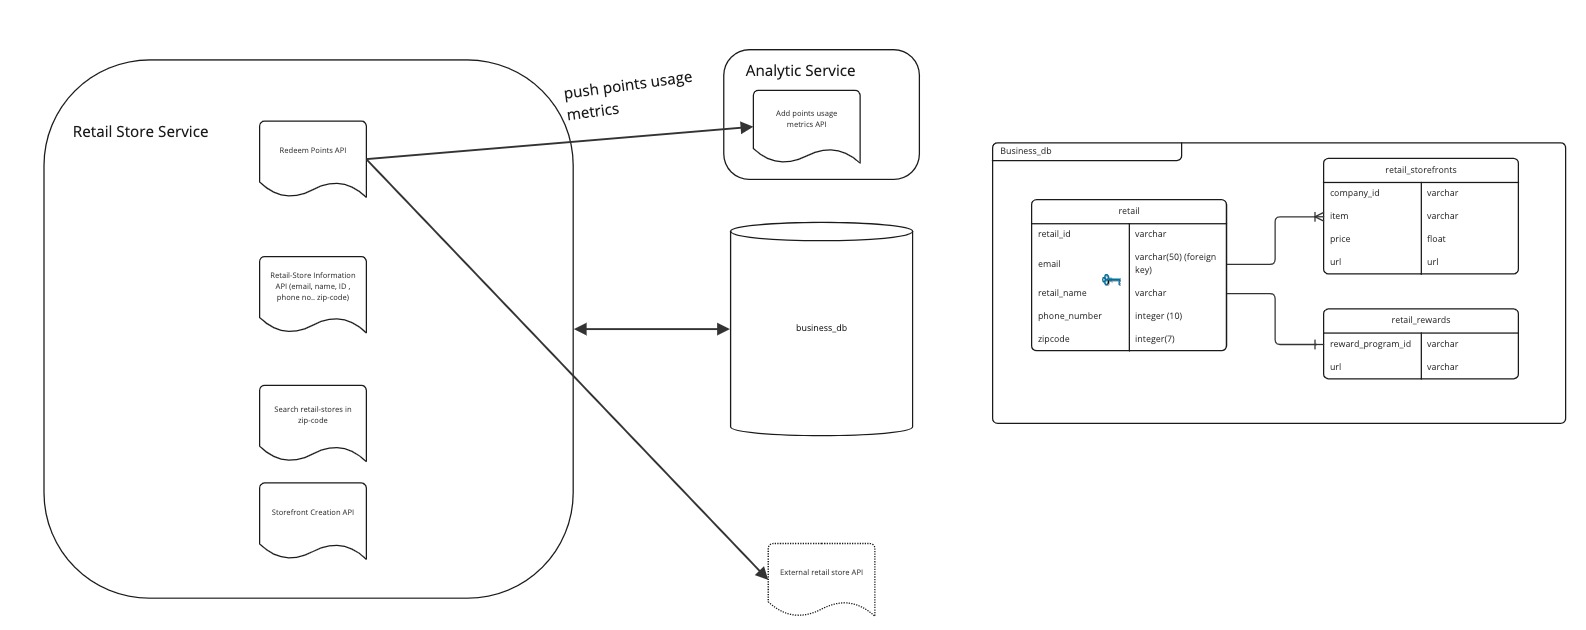 Retail Store Service
Redeem Points API
Retail-Store Information
API (email, name, ID ,
phone no.. zip-code)
Search retail-stores in
zip-code
Storefront Creation API
push points usage
metrics
Analytic Service
Add points usage
metrics API
business_db
External retail store API
Business_db
retail
retail_id varchar
email varchar(50) (foreign
key)
retail_name varchar
phone_number integer (10)
zipcode integer(7)
retail_storefronts
company_id varchar
item varchar
price float
url url
retail_rewards
reward_program_id varchar
url varchar